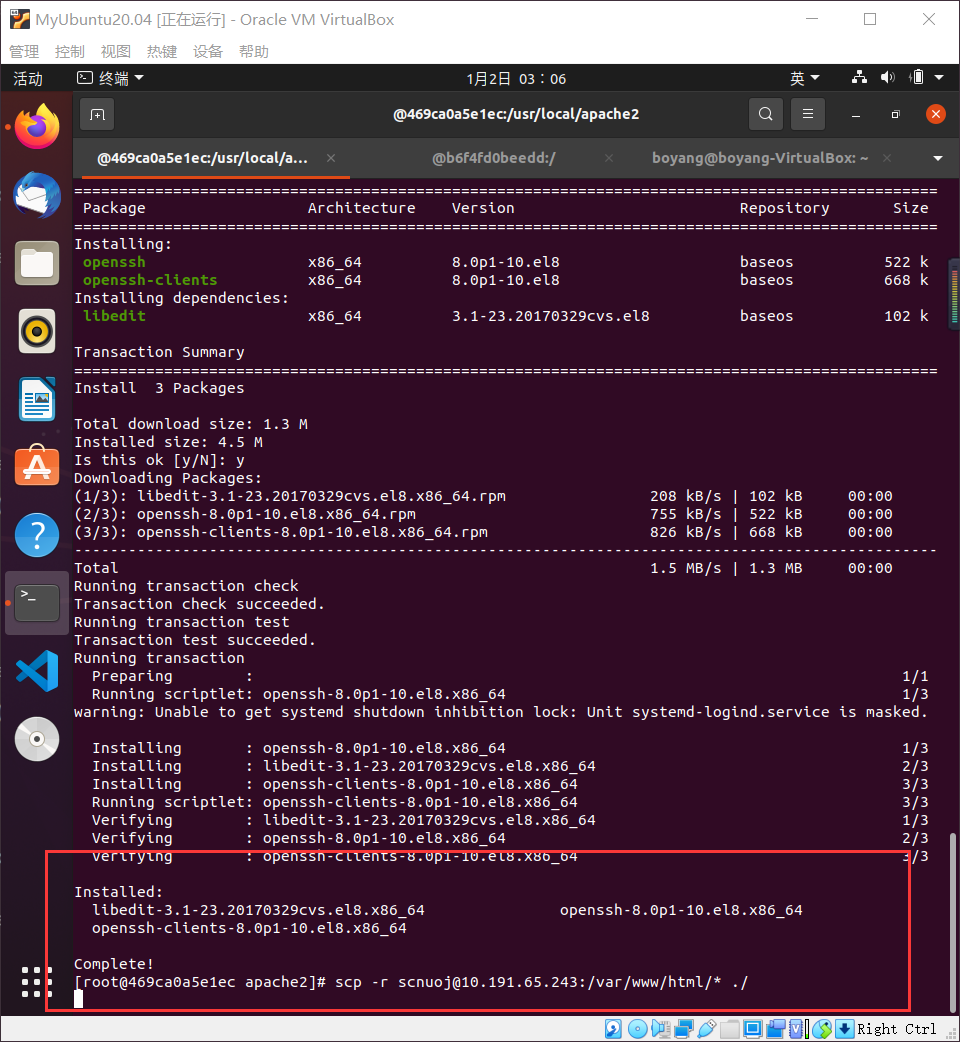 MyUbuntu20.04 [正在运行] - Oracle VM VirtualBox
管理 控制 视图 热键 设备 帮助
活动 终端 1月2日 03：06 英
@469ca0a5e1ec:/usr/local/apache2
@469ca0a5e1ec:/usr/local/a... × @b6f4fd0beedd:/ × boyang@boyang-VirtualBox: ~ ×
================================================================================================
Package Architecture Version Repository Size
================================================================================================
Installing:
openssh x86_64 8.0p1-10.el8 baseos 522 k
openssh-clients x86_64 8.0p1-10.el8 baseos 668 k
Installing dependencies:
libedit x86_64 3.1-23.20170329cvs.el8 baseos 102 k
Transaction Summary
================================================================================================
Install  3 Packages
Total download size: 1.3 M
Installed size: 4.5 M
Is this ok [y/N]: y
Downloading Packages:
(1/3): libedit-3.1-23.20170329cvs.el8.x86_64.rpm 208 kB/s | 102 kB 00:00
(2/3): openssh-8.0p1-10.el8.x86_64.rpm 755 kB/s | 522 kB 00:00
(3/3): openssh-clients-8.0p1-10.el8.x86_64.rpm 826 kB/s | 668 kB 00:00
------------------------------------------------------------------------------------------------
Total 1.5 MB/s | 1.3 MB 00:00
Running transaction check
Transaction check succeeded.
Running transaction test
Transaction test succeeded.
Running transaction
Preparing : 1/1
Running scriptlet: openssh-8.0p1-10.el8.x86_64 1/3
warning: Unable to get systemd shutdown inhibition lock: Unit systemd-logind.service is masked.
Installing : openssh-8.0p1-10.el8.x86_64 1/3
Installing : libedit-3.1-23.20170329cvs.el8.x86_64 2/3
Installing : openssh-clients-8.0p1-10.el8.x86_64 3/3
Running scriptlet: openssh-clients-8.0p1-10.el8.x86_64 3/3
Verifying : libedit-3.1-23.20170329cvs.el8.x86_64 1/3
Verifying : openssh-8.0p1-10.el8.x86_64 2/3
Verifying : openssh-clients-8.0p1-10.el8.x86_64 3/3
Installed:
libedit-3.1-23.20170329cvs.el8.x86_64 openssh-8.0p1-10.el8.x86_64
openssh-clients-8.0p1-10.el8.x86_64
Complete!
[root@469ca0a5e1ec apache2]# scp -r scnuoj@10.191.65.243:/var/www/html/* ./
Right Ctrl